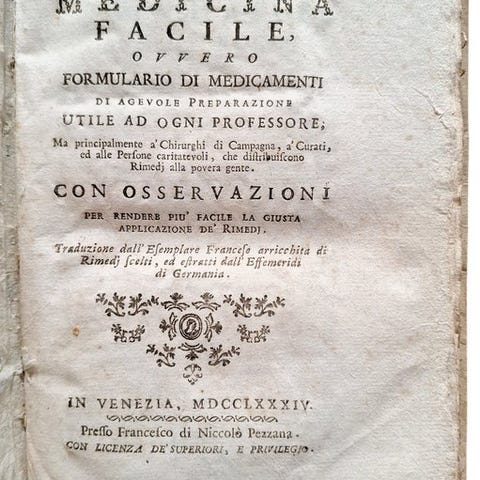 MEDICINA
FACILE,
OVVERO
FORMULARIO DI MEDICAMENTI
DI AGEVOLE PREPARAZIONE
UTILE AD OGNI PROFESSORE;
Ma principalmente a' Chirurghi di Campagna, a' Curati,
ed alle Perſone caritatevoli, che diſtribuiſcono
Rimedj alla povera gente.
CON OSSERVAZIONI
PER RENDERE PIU' FACILE LA GIUSTA
APPLICAZIONE DE' RIMEDJ.
Traduzione dall'Eſemplare Franceſe arricchita di
Rimedj ſcelti, ed eſtratti dall'Effemeridi
di Germania.
IN VENEZIA, MDCCLXXXIV.
Preſſo Franceſco di Niccolò Pezzana.
CON LICENZA DE' SUPERIORI, E PRIVILEGIO.